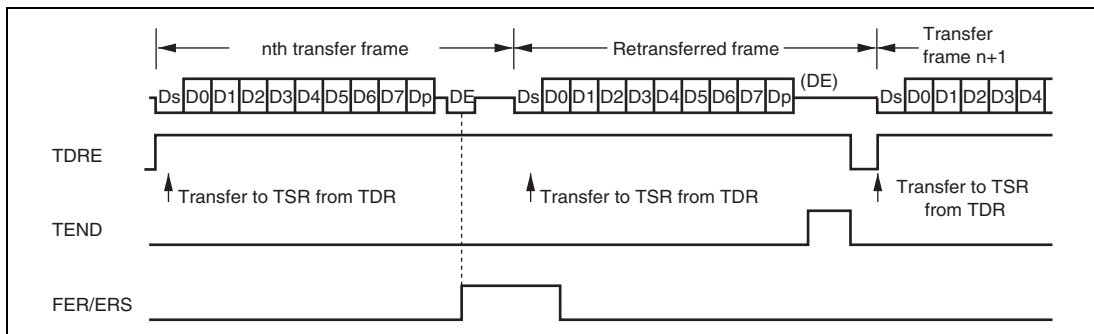 nth transfer frame
Retransferred frame
Transfer
frame n+1
Ds D0 D1 D2 D3 D4 D5 D6 D7 Dp DE
Ds D0 D1 D2 D3 D4 D5 D6 D7 Dp (DE)
Ds D0 D1 D2 D3 D4
TDRE
Transfer to TSR from TDR
Transfer to TSR from TDR
Transfer to TSR
from TDR
TEND
FER/ERS